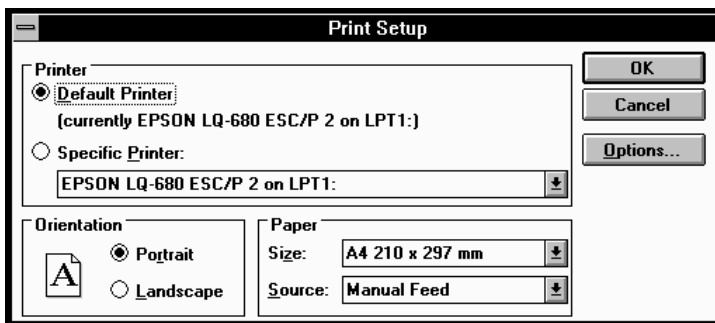 Print Setup
Printer
Default Printer
(currently EPSON LQ-680 ESC/P 2 on LPT1:)
Specific Printer:
EPSON LQ-680 ESC/P 2 on LPT1:
OK
Cancel
Options...
Orientation
A
Portrait
Landscape
Paper
Size: A4 210 x 297 mm
Source: Manual Feed